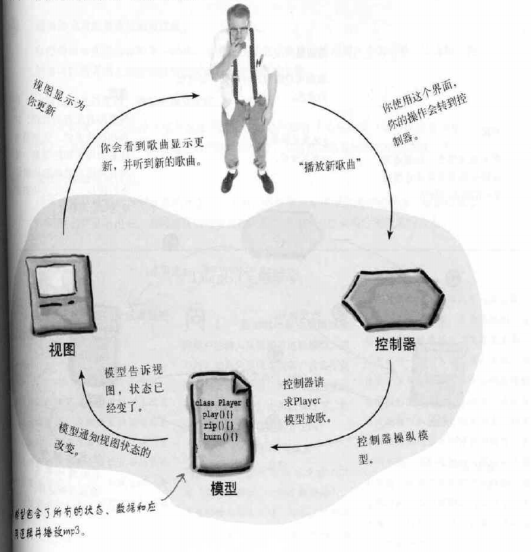 视图显示为
你更新
你会看到歌曲显示更
新，并听到新的歌曲。
你使用这个界面，
你的操作会转到控
制器。
“播放新歌曲”
视图
控制器
模型告诉视
图，状态已
经变了。
模型通知视图状态的
改变。
class Player {
play(){}
rip(){}
burn(){}
模型
控制器请
求Player
模型放歌。
控制器操纵模
型。
模型包含了所有的状态、数据和应
用逻辑并播放mp3。